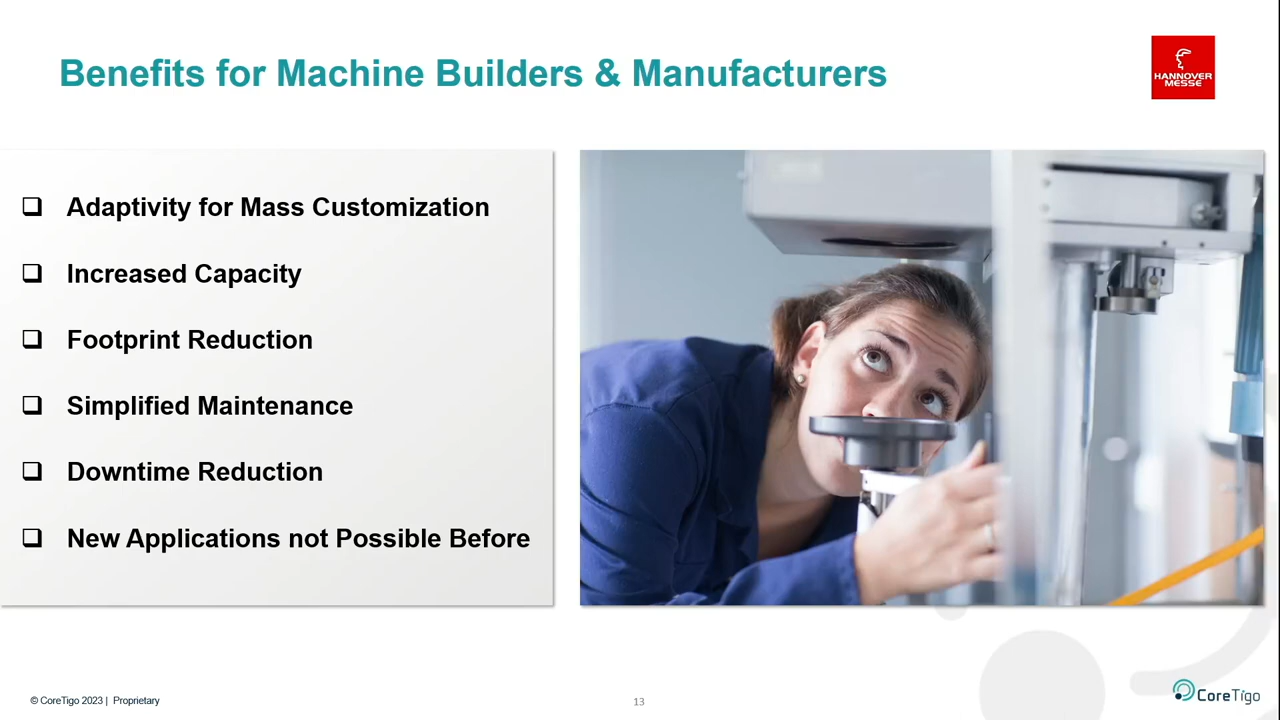 Benefits for Machine Builders & Manufacturers
HANNOVER
MESSE
Adaptivity for Mass Customization
Increased Capacity
Footprint Reduction
Simplified Maintenance
Downtime Reduction
New Applications not Possible Before
© CoreTigo 2023 | Proprietary
13
CoreTigo